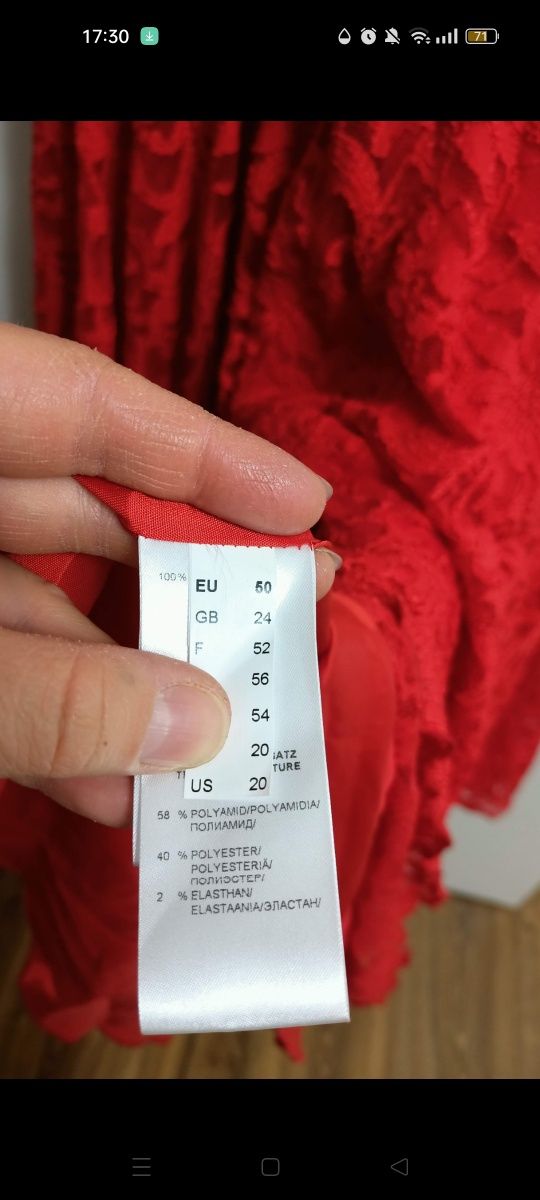 17:30
71
100%
EU 50
GB 24
F 52
56
54
20
SATZ
TURE
US 20
58 % POLYAMID/POLYAMIDIA/
ПОЛИАМИД/
40 % POLYESTER/
POLYESTERIÄ/
ПОЛИЭСТЕР/
2 % ELASTHAN/
ELASTAANIA/ЭЛАСТАН/